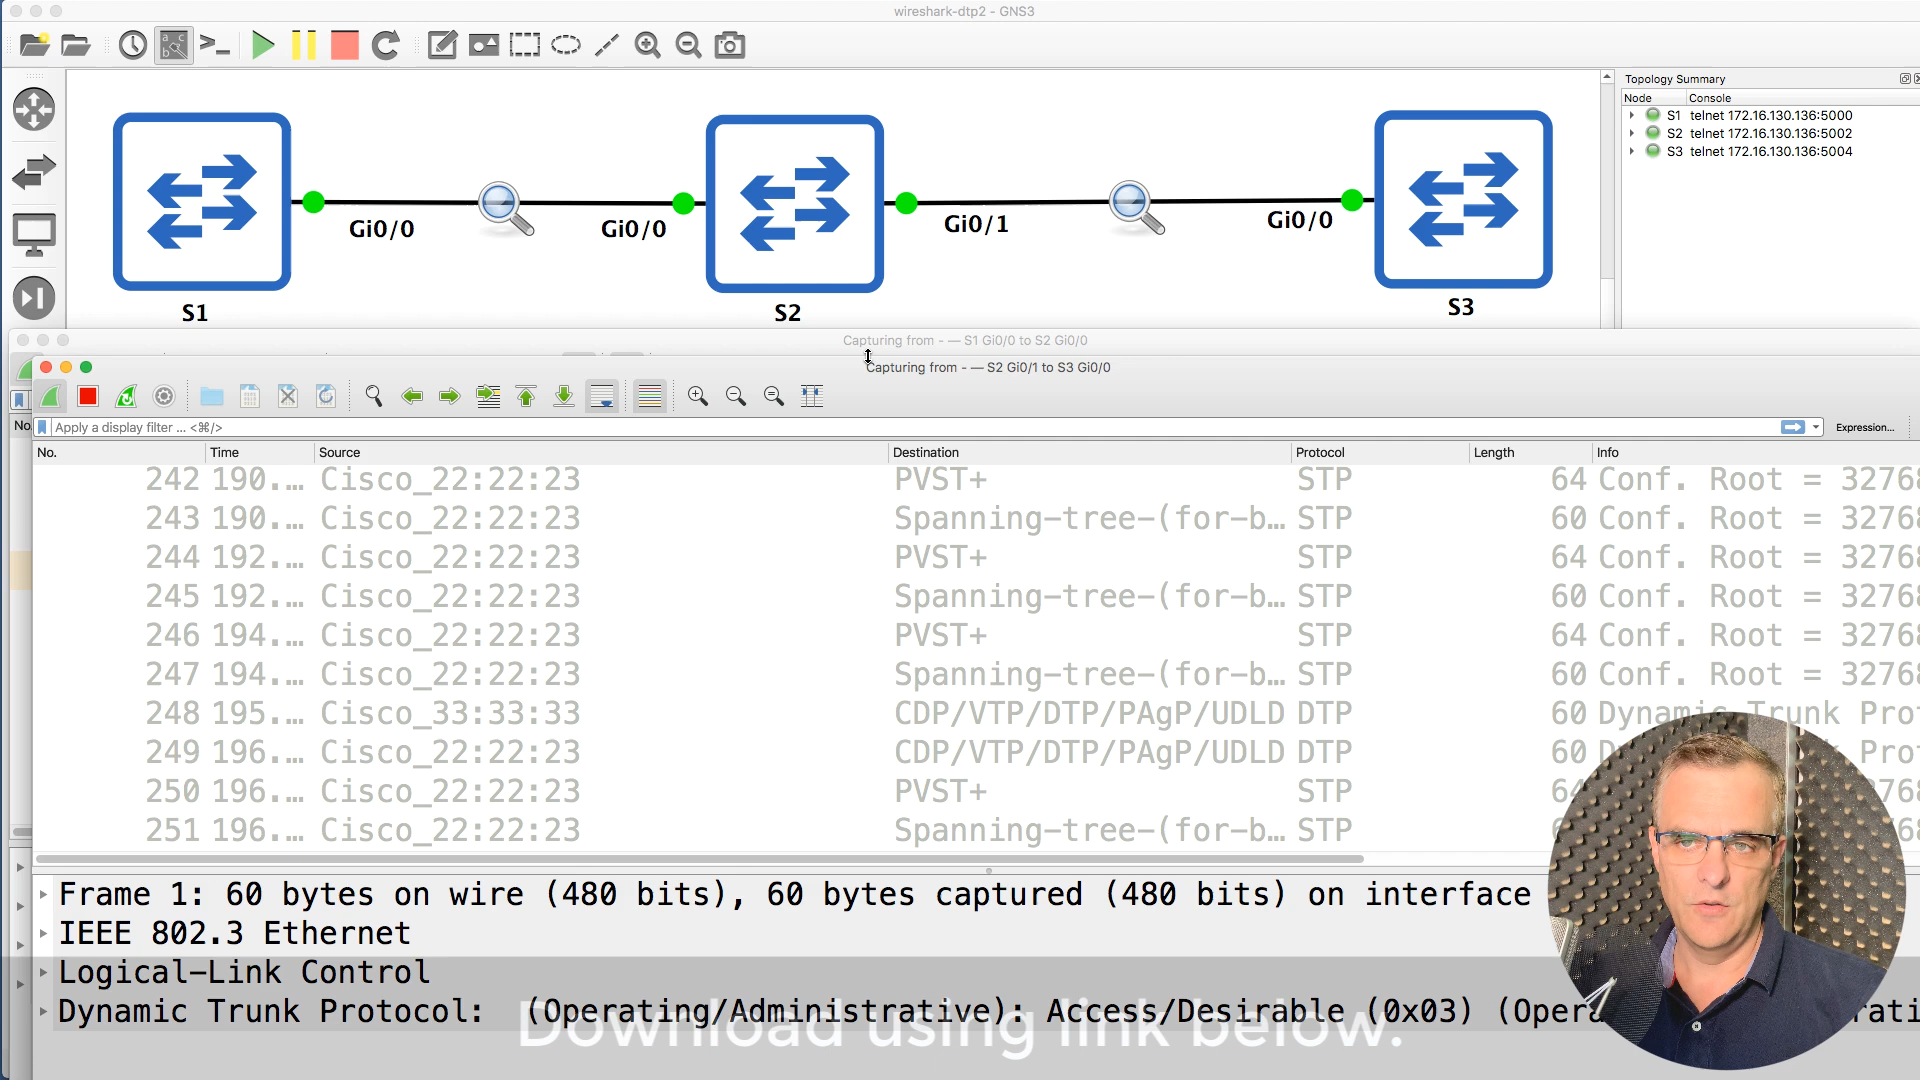 wireshark-dtp2 - GNS3
Topology Summary
Node Console
S1 telnet 172.16.130.136:5000
S2 telnet 172.16.130.136:5002
S3 telnet 172.16.130.136:5004
Gi0/0 Gi0/0 Gi0/1 Gi0/0
S1 S2 S3
Capturing from - — S1 Gi0/0 to S2 Gi0/0
Capturing from - — S2 Gi0/1 to S3 Gi0/0
Apply a display filter ... <⌘/> Expression...
No.
No. Time Source Destination Protocol Length Info
242 190.… Cisco_22:22:23 PVST+ STP 64 Conf. Root = 32768
243 190.… Cisco_22:22:23 Spanning-tree-(for-b… STP 60 Conf. Root = 32768
244 192.… Cisco_22:22:23 PVST+ STP 64 Conf. Root = 32768
245 192.… Cisco_22:22:23 Spanning-tree-(for-b… STP 60 Conf. Root = 32768
246 194.… Cisco_22:22:23 PVST+ STP 64 Conf. Root = 32768
247 194.… Cisco_22:22:23 Spanning-tree-(for-b… STP 60 Conf. Root = 32768
248 195.… Cisco_33:33:33 CDP/VTP/DTP/PAgP/UDLD DTP 60 Dynamic Trunk Pro
249 196.… Cisco_22:22:23 CDP/VTP/DTP/PAgP/UDLD DTP 60
250 196.… Cisco_22:22:23 PVST+ STP 64
251 196.… Cisco_22:22:23 Spanning-tree-(for-b… STP
Frame 1: 60 bytes on wire (480 bits), 60 bytes captured (480 bits) on interface
IEEE 802.3 Ethernet
Logical-Link Control
Dynamic Trunk Protocol: (Operating/Administrative): Access/Desirable (0x03) (Opera
Download using link below.